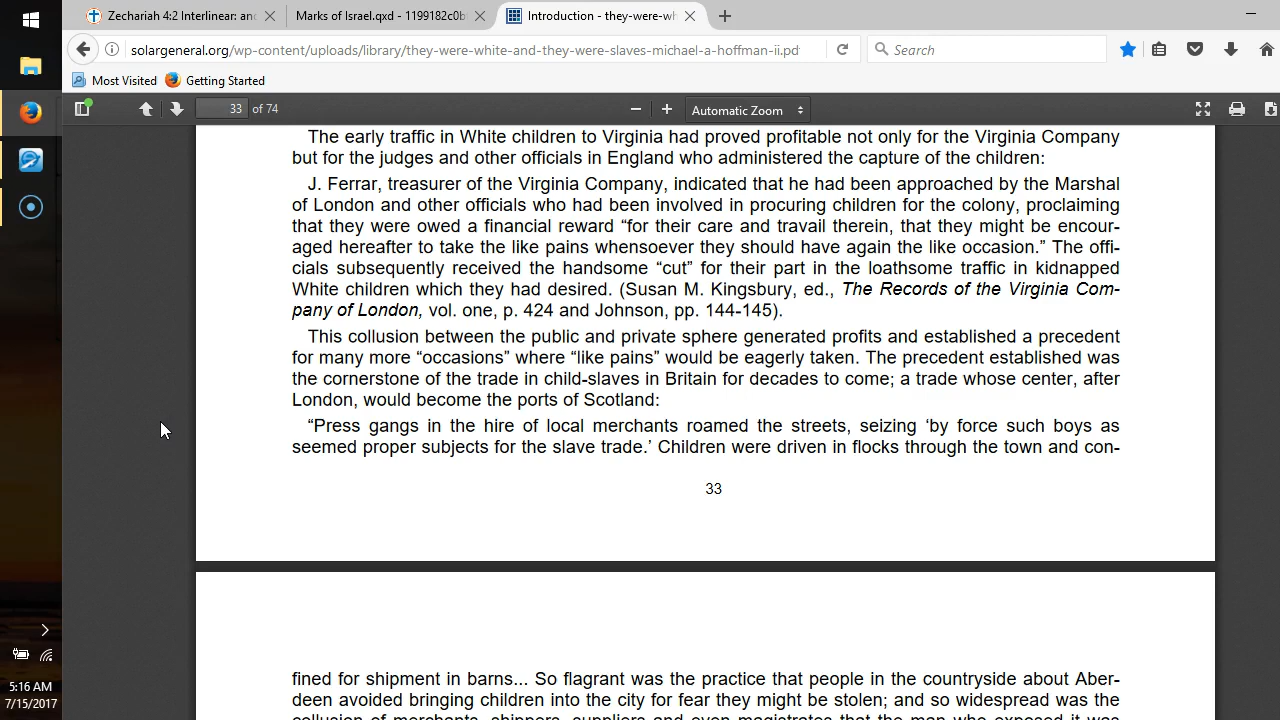 Zechariah 4:2 Interlinear: an
Marks of Israel.qxd - 1199182c0b
Introduction - they-were-wh
solargeneral.org/wp-content/uploads/library/they-were-white-and-they-were-slaves-michael-a-hoffman-ii.pd
Search
Most Visited
Getting Started
33 of 74
Automatic Zoom
The early traffic in White children to Virginia had proved profitable not only for the Virginia Company
but for the judges and other officials in England who administered the capture of the children:
J. Ferrar, treasurer of the Virginia Company, indicated that he had been approached by the Marshal
of London and other officials who had been involved in procuring children for the colony, proclaiming
that they were owed a financial reward “for their care and travail therein, that they might be encour-
aged hereafter to take the like pains whensoever they should have again the like occasion.” The offi-
cials subsequently received the handsome “cut” for their part in the loathsome traffic in kidnapped
White children which they had desired. (Susan M. Kingsbury, ed., The Records of the Virginia Com-
pany of London, vol. one, p. 424 and Johnson, pp. 144-145).
This collusion between the public and private sphere generated profits and established a precedent
for many more “occasions” where “like pains” would be eagerly taken. The precedent established was
the cornerstone of the trade in child-slaves in Britain for decades to come; a trade whose center, after
London, would become the ports of Scotland:
“Press gangs in the hire of local merchants roamed the streets, seizing ‘by force such boys as
seemed proper subjects for the slave trade.’ Children were driven in flocks through the town and con-
33
fined for shipment in barns... So flagrant was the practice that people in the countryside about Aber-
deen avoided bringing children into the city for fear they might be stolen; and so widespread was the
collusion of merchants, shippers, suppliers and even magistrates that the man who exposed it was
5:16 AM
7/15/2017